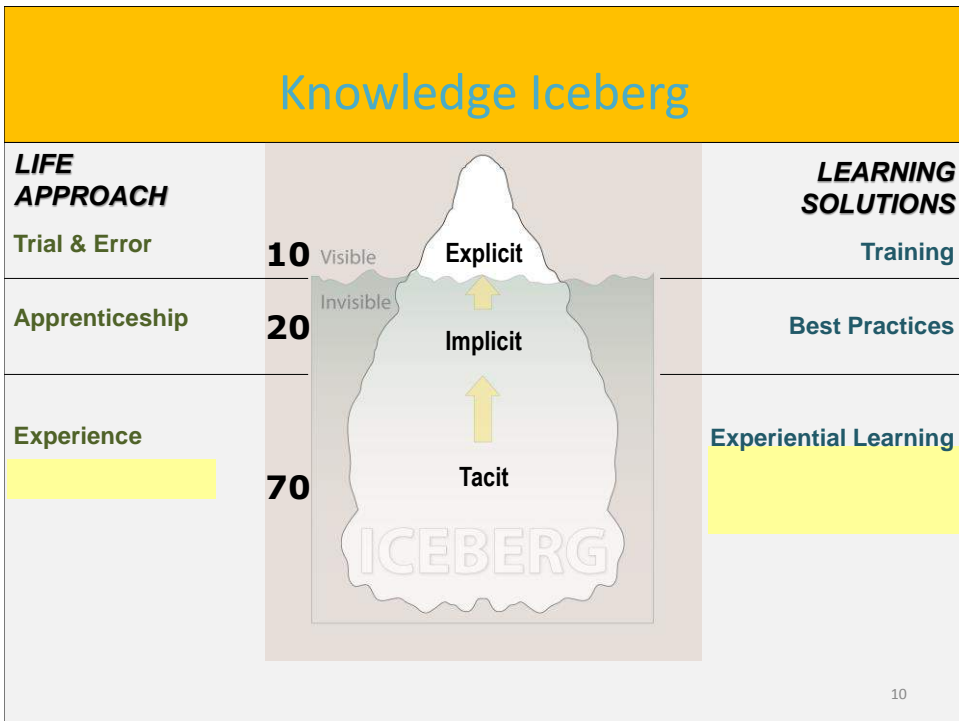 Knowledge Iceberg
LIFE
APPROACH
LEARNING
SOLUTIONS
Trial & Error
10
Visible
Explicit
Training
Invisible
Apprenticeship
20
Implicit
Best Practices
Experience
Experiential Learning
70
Tacit
ICEBERG
10